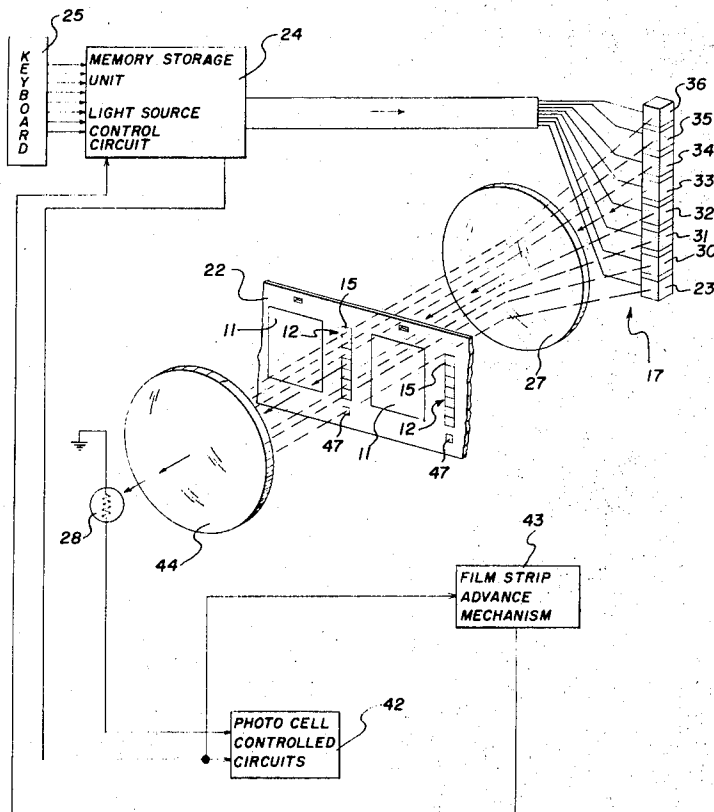 25
KEYBOARD
24
MEMORY STORAGE
UNIT
LIGHT SOURCE
CONTROL
CIRCUIT
36
35
34
33
32
31
30
23
17
27
22
15
11
12
15
12
11
47
47
28
44
43
FILM STRIP
ADVANCE
MECHANISM
42
PHOTO CELL
CONTROLLED
CIRCUITS